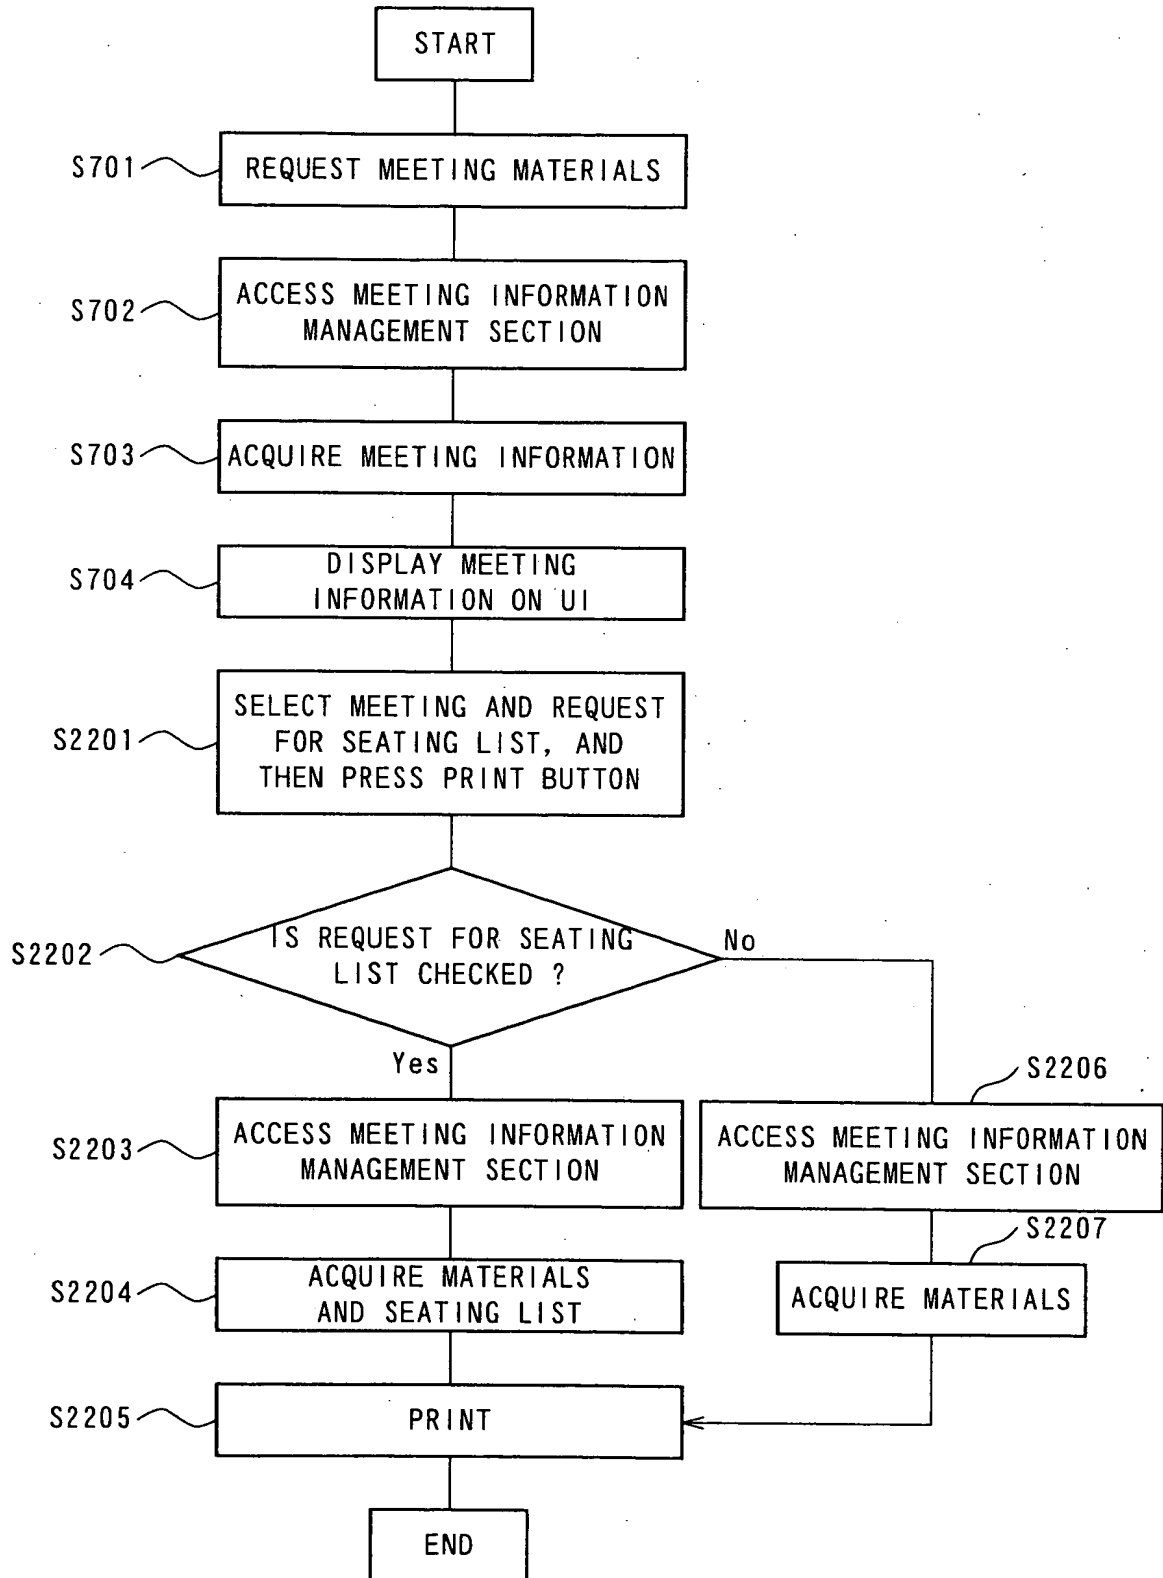 START
S701
REQUEST MEETING MATERIALS
S702
ACCESS MEETING INFORMATION
MANAGEMENT SECTION
S703
ACQUIRE MEETING INFORMATION
S704
DISPLAY MEETING
INFORMATION ON UI
S2201
SELECT MEETING AND REQUEST
FOR SEATING LIST, AND
THEN PRESS PRINT BUTTON
S2202
IS REQUEST FOR SEATING
LIST CHECKED ?
No
Yes
S2203
ACCESS MEETING INFORMATION
MANAGEMENT SECTION
S2206
ACCESS MEETING INFORMATION
MANAGEMENT SECTION
S2204
ACQUIRE MATERIALS
AND SEATING LIST
S2207
ACQUIRE MATERIALS
S2205
PRINT
END